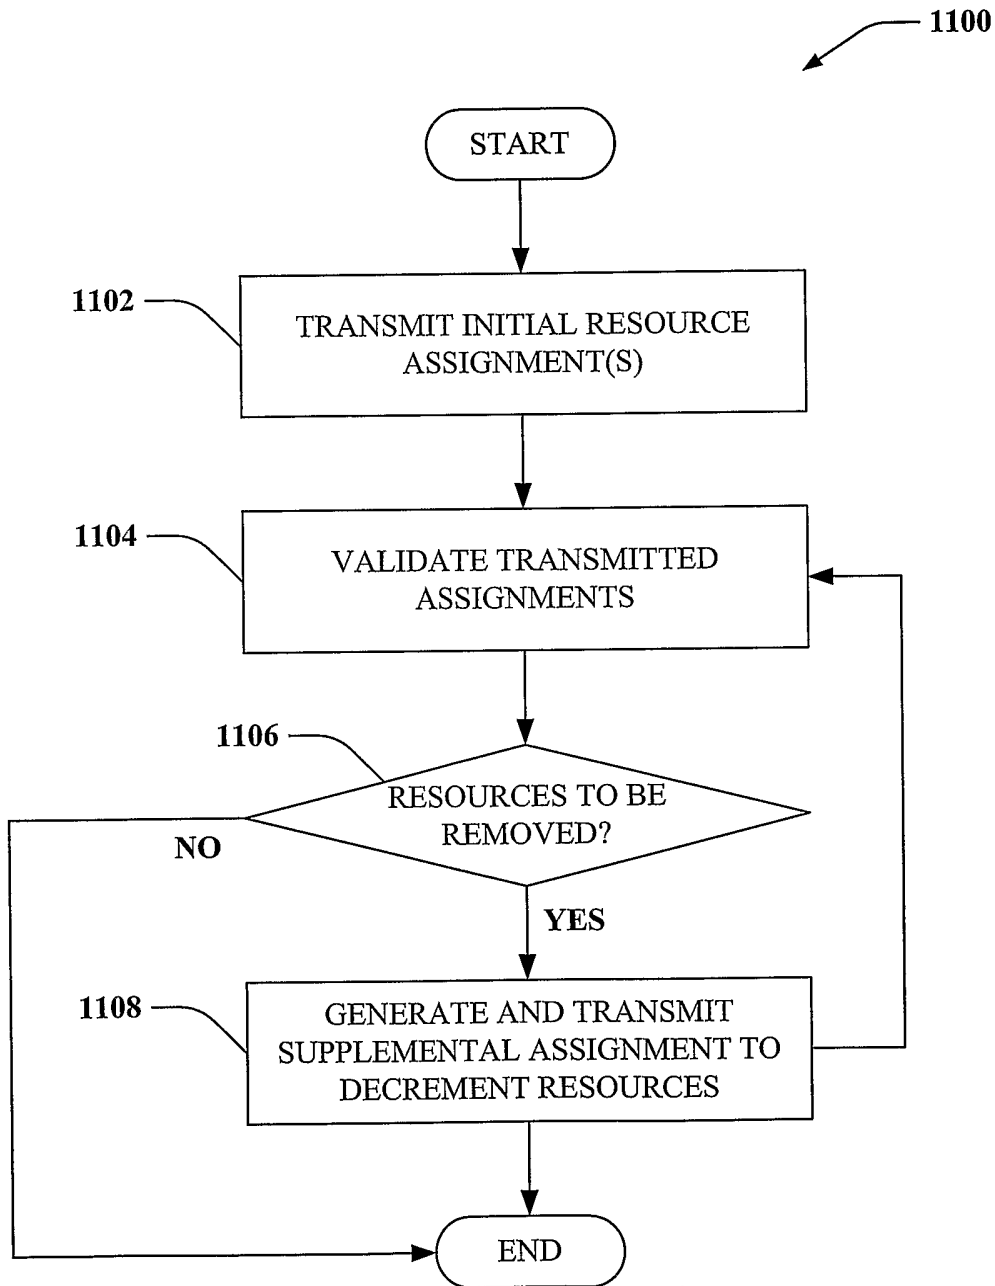 1100
START
1102
TRANSMIT INITIAL RESOURCE
ASSIGNMENT(S)
1104
VALIDATE TRANSMITTED
ASSIGNMENTS
1106
RESOURCES TO BE
REMOVED?
NO
YES
1108
GENERATE AND TRANSMIT
SUPPLEMENTAL ASSIGNMENT TO
DECREMENT RESOURCES
END